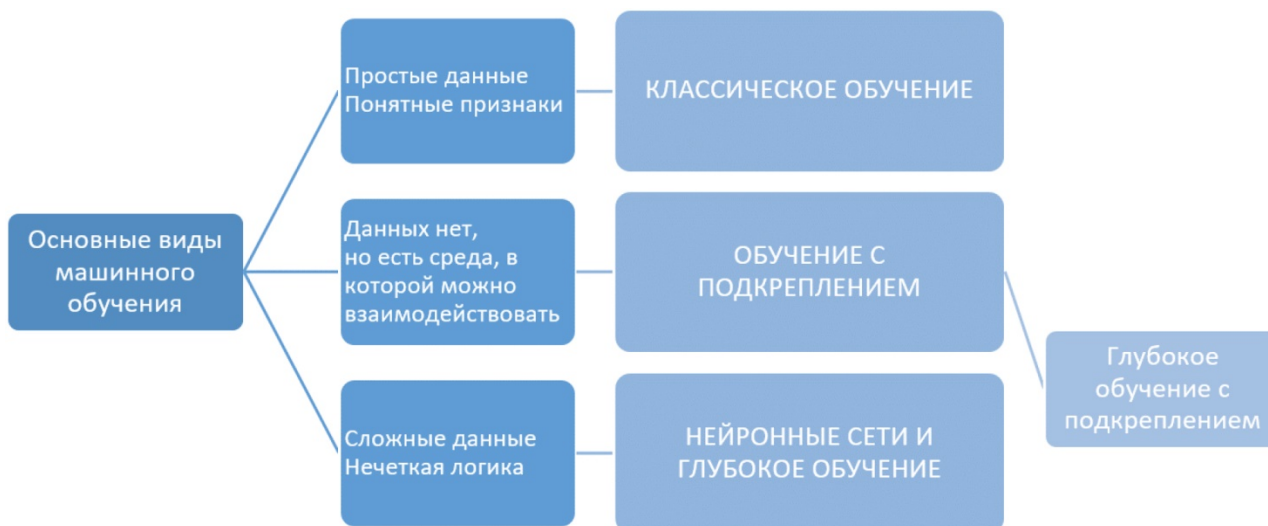 Основные виды
машинного
обучения
Простые данные
Понятные признаки
КЛАССИЧЕСКОЕ ОБУЧЕНИЕ
Данных нет,
но есть среда, в
которой можно
взаимодействовать
ОБУЧЕНИЕ С
ПОДКРЕПЛЕНИЕМ
Глубокое
обучение с
подкреплением
Сложные данные
Нечеткая логика
НЕЙРОННЫЕ СЕТИ И
ГЛУБОКОЕ ОБУЧЕНИЕ